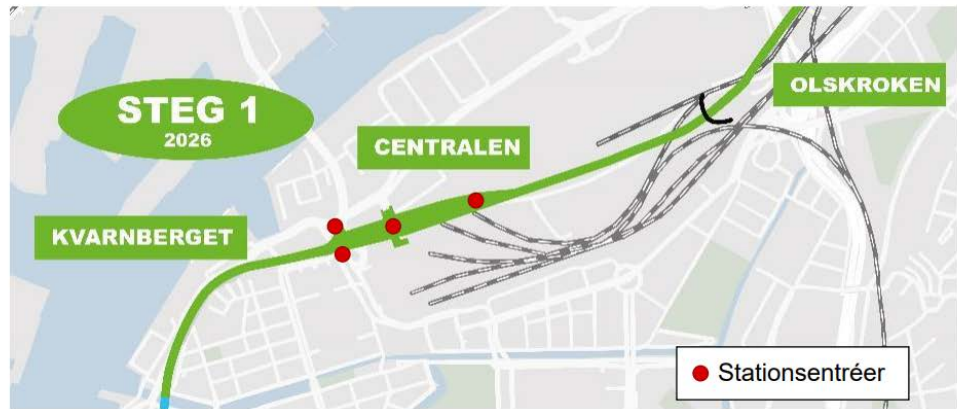 STEG 1
2026
OLSKROKEN
CENTRALEN
KVARNBERGET
Stationsentréer